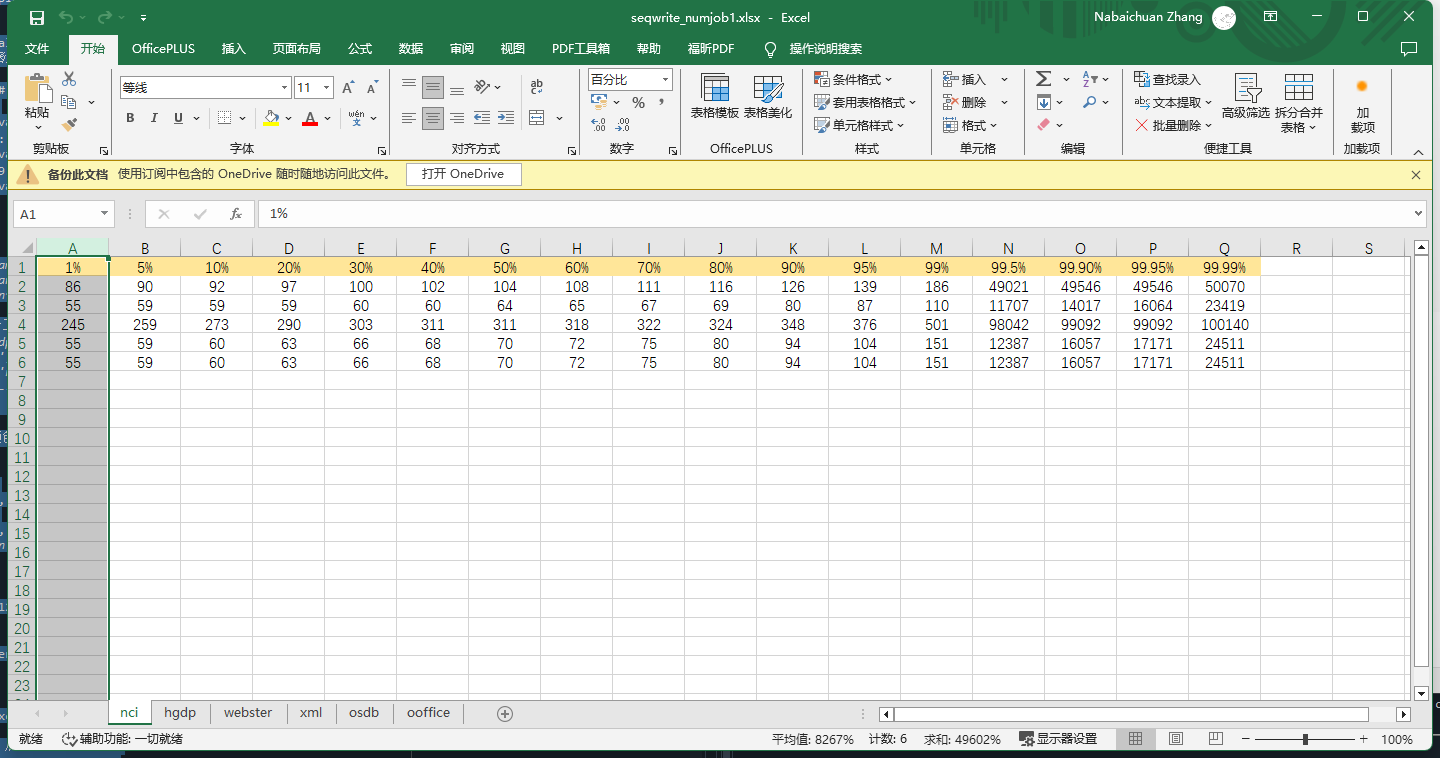 seqwrite_numjob1.xlsx - Excel
Nabaichuan Zhang
文件 开始 OfficePLUS 插入 页面布局 公式 数据 审阅 视图 PDF工具箱 帮助 福昕PDF 操作说明搜索
粘贴
剪贴板
等线 11
B I U wén 文
字体
ab
对齐方式
百分比
%
数字
表格模板 表格美化
OfficePLUS
条件格式
套用表格格式
单元格样式
样式
插入
删除
格式
单元格
编辑
查找录入
文本提取
批量删除
高级筛选
拆分合并
表格
便捷工具
加
载项
加载项
备份此文档 使用订阅中包含的 OneDrive 随时随地访问此文件。 打开 OneDrive
A1 fx 1%
A B C D E F G H I J K L M N O P Q R S
1 1% 5% 10% 20% 30% 40% 50% 60% 70% 80% 90% 95% 99% 99.5% 99.90% 99.95% 99.99%
2 86 90 92 97 100 102 104 108 111 116 126 139 186 49021 49546 49546 50070
3 55 59 59 59 60 60 64 65 67 69 80 87 110 11707 14017 16064 23419
4 245 259 273 290 303 311 311 318 322 324 348 376 501 98042 99092 99092 100140
5 55 59 60 63 66 68 70 72 75 80 94 104 151 12387 16057 17171 24511
6 55 59 60 63 66 68 70 72 75 80 94 104 151 12387 16057 17171 24511
7
8
9
10
11
12
13
14
15
16
17
18
19
20
21
22
23
nci hgdp webster xml osdb ooffice
就绪 辅助功能: 一切就绪 平均值: 8267% 计数: 6 求和: 49602% 显示器设置 100%